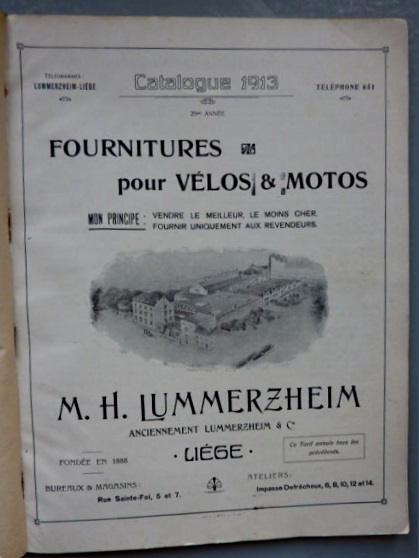 TÉLÉGRAMMES:
LUMMERZHEIM-LIÉGE
Catalogue 1913
TÉLÉPHONE 651
25me ANNÉE
FOURNITURES
pour VÉLOS & MOTOS
MON PRINCIPE :
VENDRE LE MEILLEUR, LE MOINS CHER.
FOURNIR UNIQUEMENT AUX REVENDEURS.
M. H. LUMMERZHEIM
ANCIENNEMENT LUMMERZHEIM & Cie
· LIÉGE ·
Ce Tarif annule tous les
précédents.
FONDÉE EN 1888
BUREAUX & MAGASINS:
Rue Sainte-Foi, 5 et 7.
ATELIERS:
Impasse Defrêcheux, 6, 8, 10, 12 et 14.